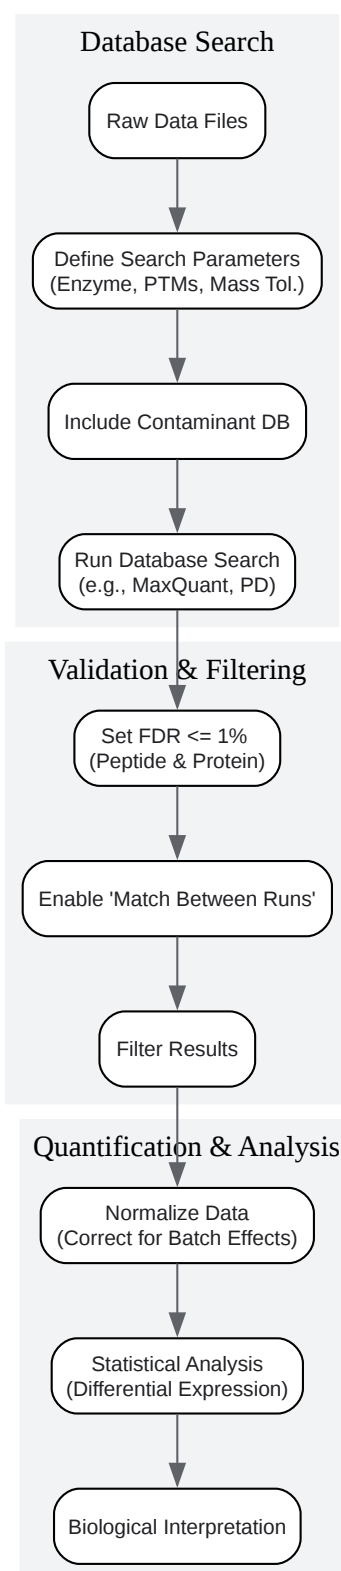 Database Search
Raw Data Files
Define Search Parameters
(Enzyme, PTMs, Mass Tol.)
Include Contaminant DB
Run Database Search
(e.g., MaxQuant, PD)
Validation & Filtering
Set FDR <= 1%
(Peptide & Protein)
Enable 'Match Between Runs'
Filter Results
Quantification & Analysis
Normalize Data
(Correct for Batch Effects)
Statistical Analysis
(Differential Expression)
Biological Interpretation